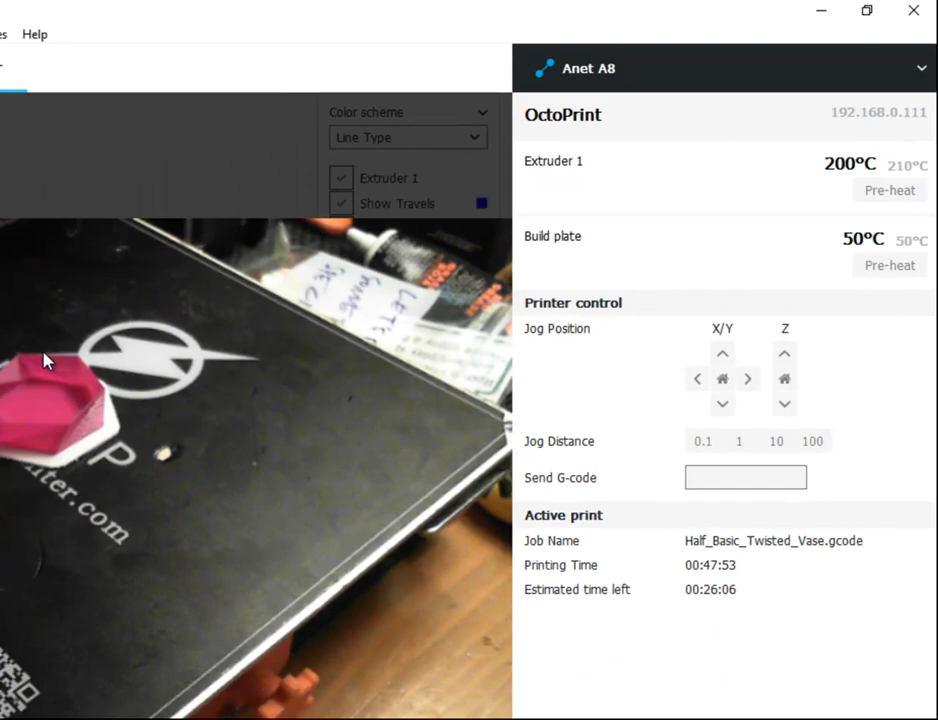 Help
Color scheme
Line Type
Extruder 1
Show Travels
Anet A8
OctoPrint 192.168.0.111
Extruder 1 200°C 210°C
Pre-heat
Build plate 50°C 50°C
Pre-heat
Printer control
Jog Position X/Y Z
Jog Distance 0.1 1 10 100
Send G-code
Active print
Job Name Half_Basic_Twisted_Vase.gcode
Printing Time 00:47:53
Estimated time left 00:26:06
P
.com